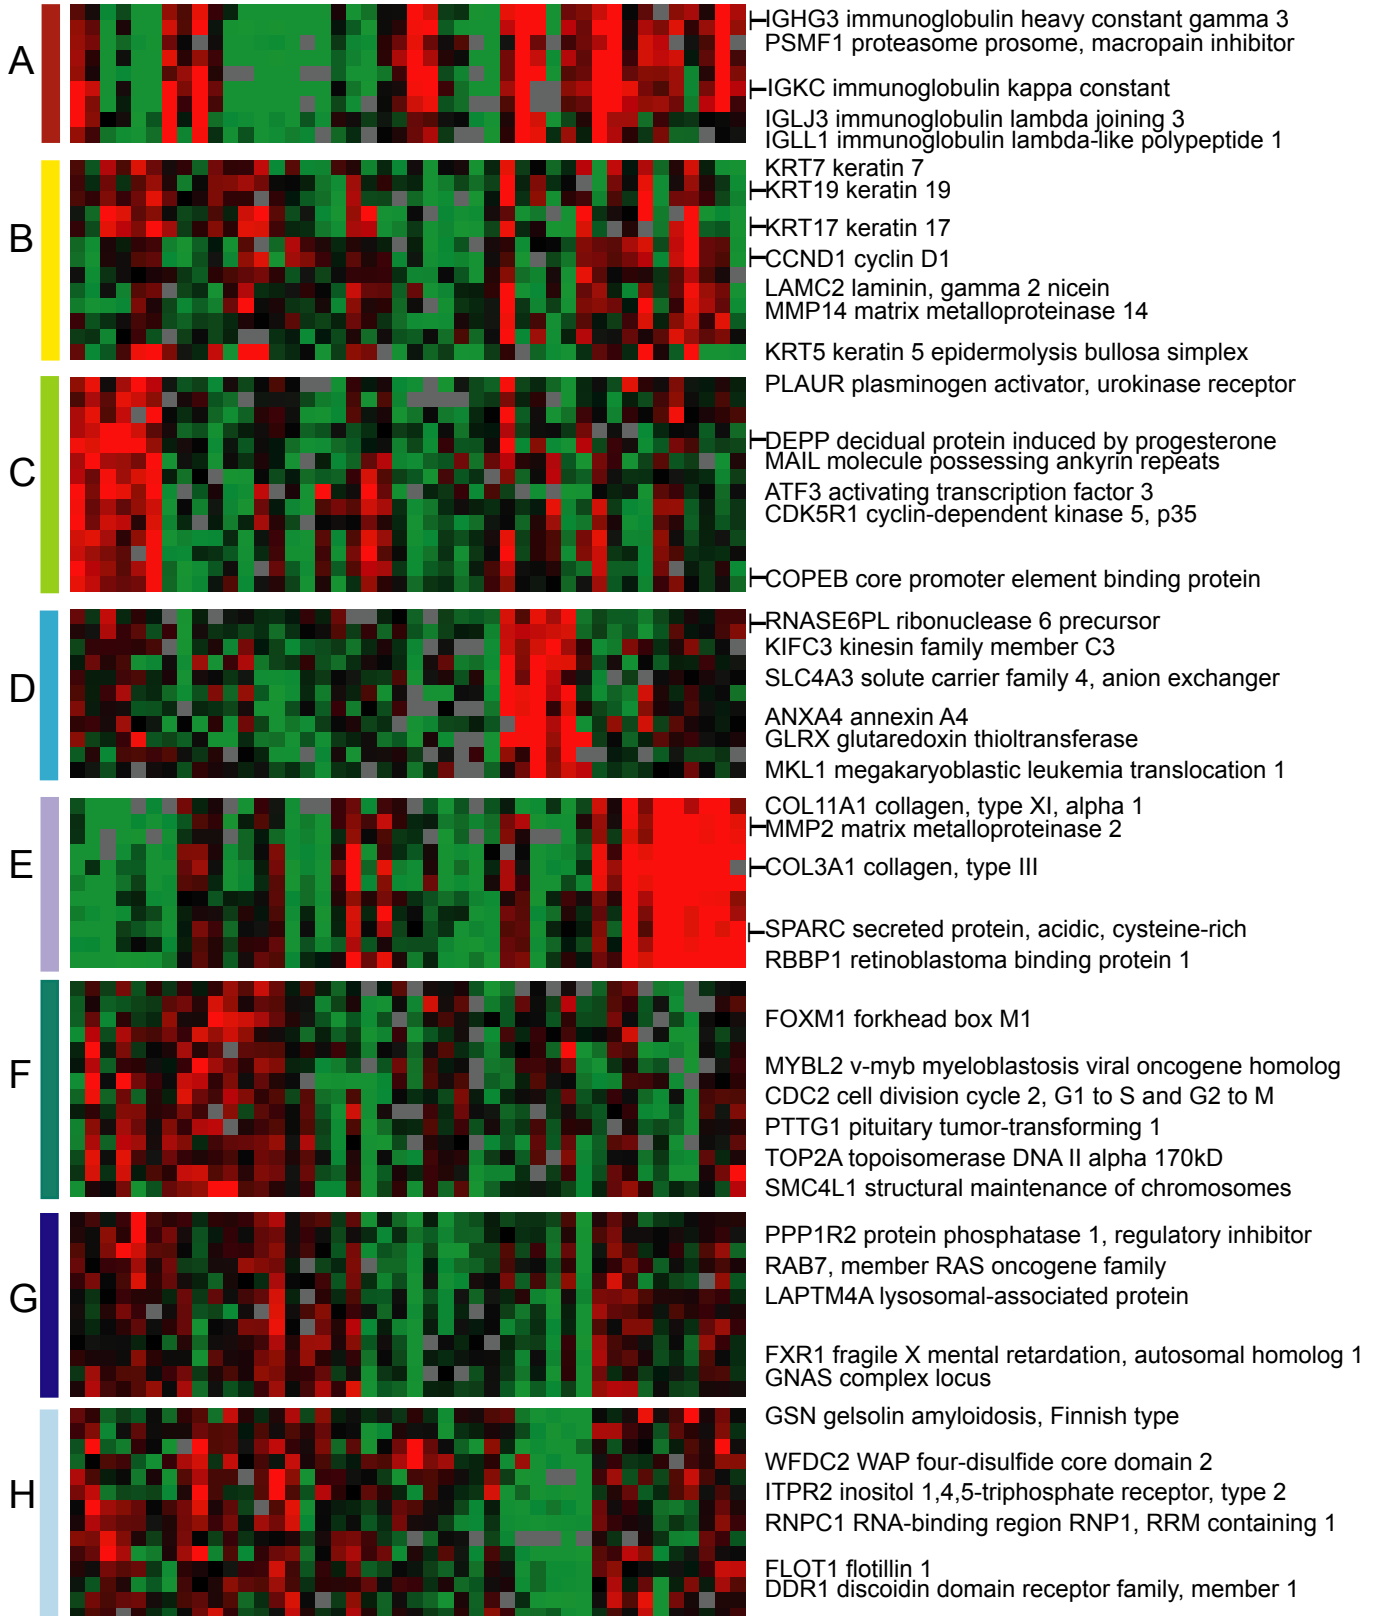 A
IGHG3 immunoglobulin heavy constant gamma 3
PSMF1 proteasome prosome, macropain inhibitor
IGKC immunoglobulin kappa constant
IGLJ3 immunoglobulin lambda joining 3
IGLL1 immunoglobulin lambda-like polypeptide 1
B
KRT7 keratin 7
KRT19 keratin 19
KRT17 keratin 17
CCND1 cyclin D1
LAMC2 laminin, gamma 2 nicein
MMP14 matrix metalloproteinase 14
KRT5 keratin 5 epidermolysis bullosa simplex
C
PLAUR plasminogen activator, urokinase receptor
DEPP decidual protein induced by progesterone
MAIL molecule possessing ankyrin repeats
ATF3 activating transcription factor 3
CDK5R1 cyclin-dependent kinase 5, p35
COPEB core promoter element binding protein
D
RNASE6PL ribonuclease 6 precursor
KIFC3 kinesin family member C3
SLC4A3 solute carrier family 4, anion exchanger
ANXA4 annexin A4
GLRX glutaredoxin thioltransferase
MKL1 megakaryoblastic leukemia translocation 1
E
COL11A1 collagen, type XI, alpha 1
MMP2 matrix metalloproteinase 2
COL3A1 collagen, type III
SPARC secreted protein, acidic, cysteine-rich
RBBP1 retinoblastoma binding protein 1
F
FOXM1 forkhead box M1
MYBL2 v-myb myeloblastosis viral oncogene homolog
CDC2 cell division cycle 2, G1 to S and G2 to M
PTTG1 pituitary tumor-transforming 1
TOP2A topoisomerase DNA II alpha 170kD
SMC4L1 structural maintenance of chromosomes
G
PPP1R2 protein phosphatase 1, regulatory inhibitor
RAB7, member RAS oncogene family
LAPTM4A lysosomal-associated protein
FXR1 fragile X mental retardation, autosomal homolog 1
GNAS complex locus
H
GSN gelsolin amyloidosis, Finnish type
WFDC2 WAP four-disulfide core domain 2
ITPR2 inositol 1,4,5-triphosphate receptor, type 2
RNPC1 RNA-binding region RNP1, RRM containing 1
FLOT1 flotillin 1
DDR1 discoidin domain receptor family, member 1